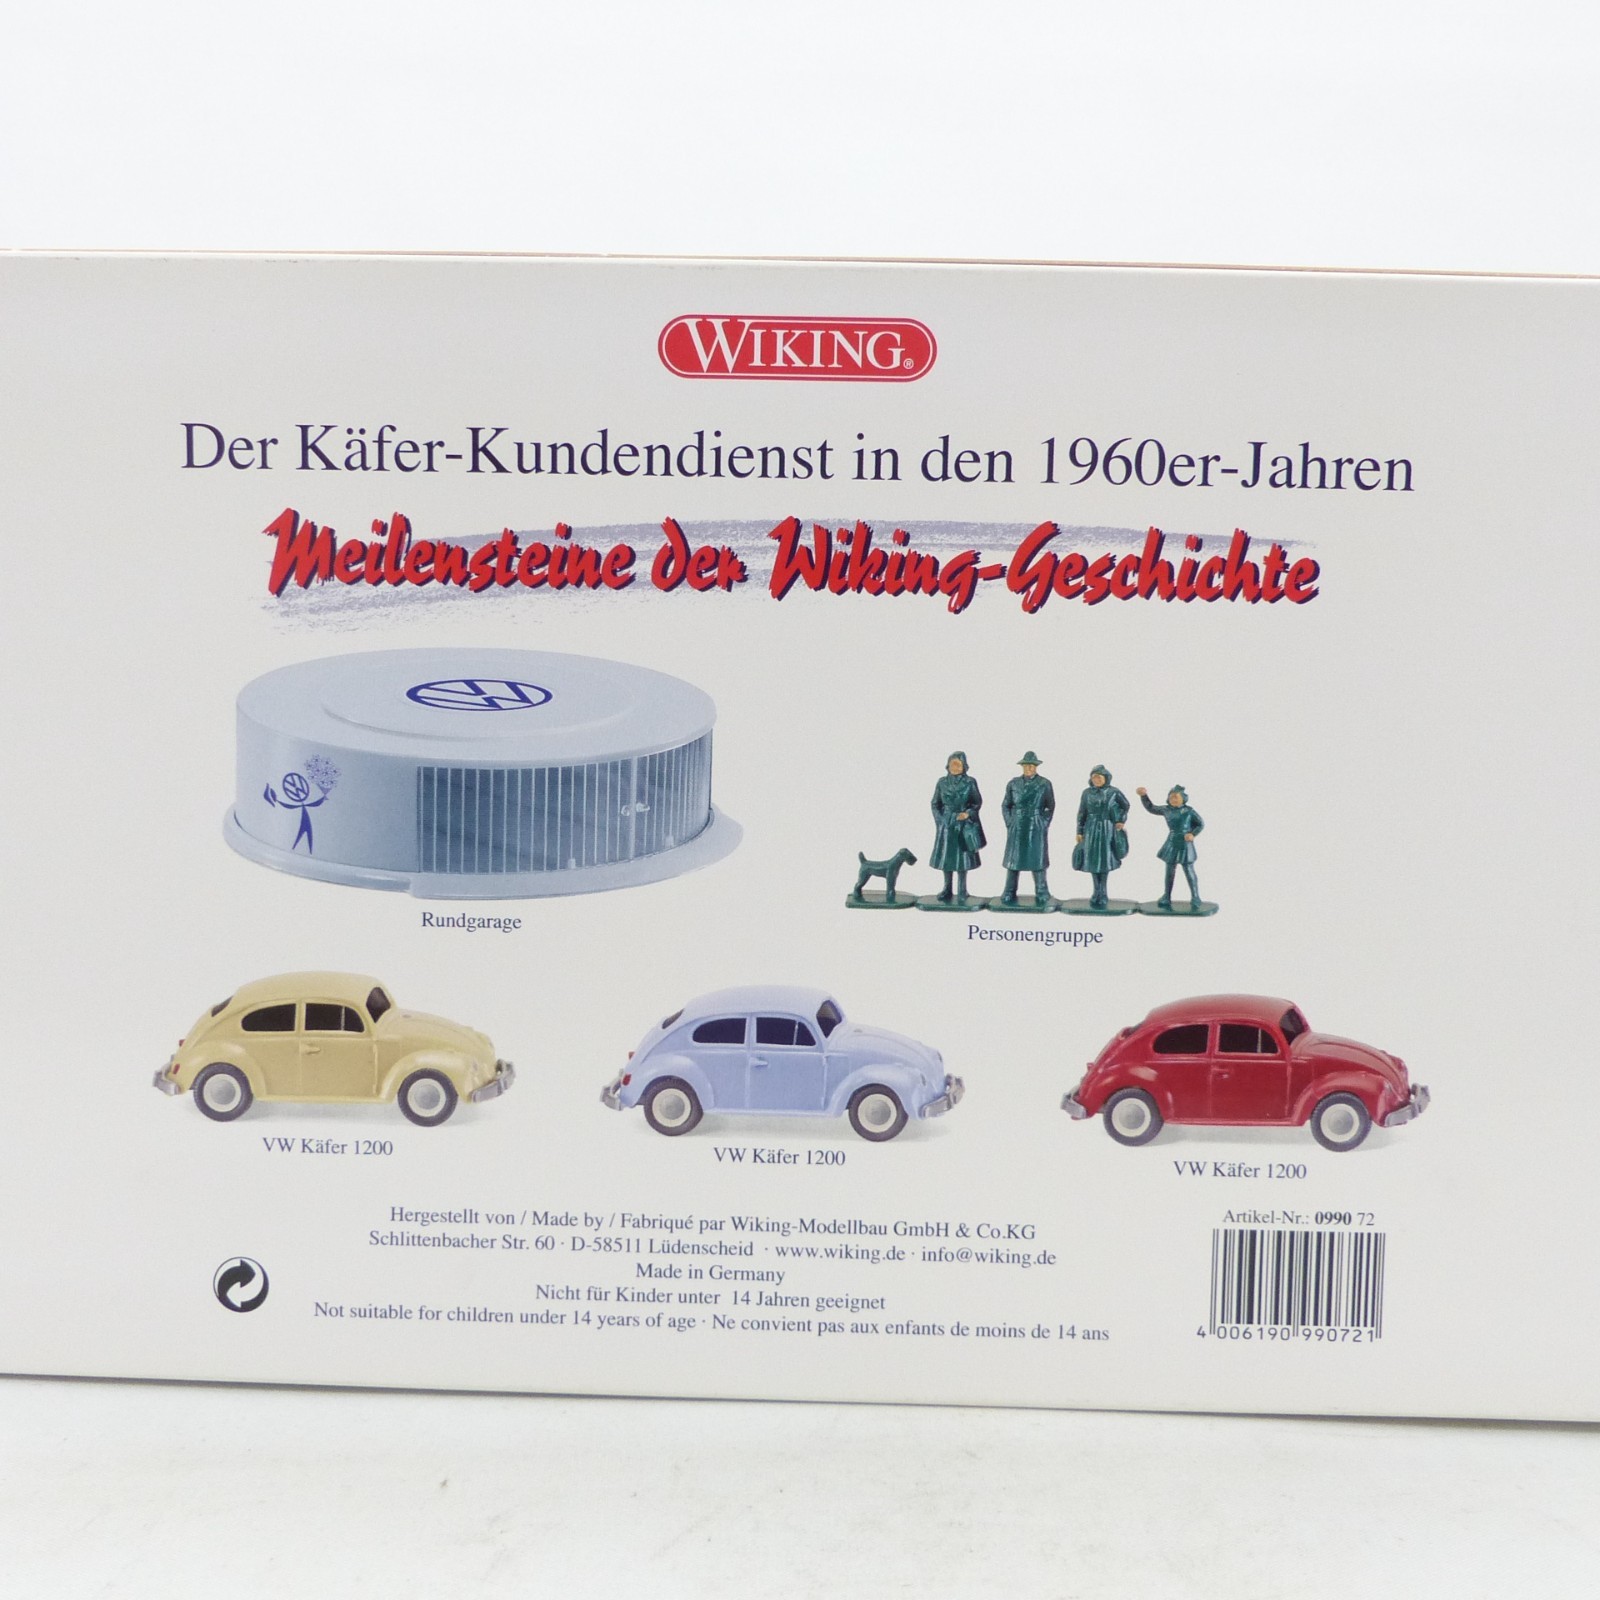 WIKING®
Der Käfer-Kundendienst in den 1960er-Jahren
Meilensteine der Wiking-Geschichte
Rundgarage
Personengruppe
VW Käfer 1200
VW Käfer 1200
VW Käfer 1200
Hergestellt von / Made by / Fabriqué par Wiking-Modellbau GmbH & Co.KG
Schlittenbacher Str. 60 · D-58511 Lüdenscheid · www.wiking.de · info@wiking.de
Made in Germany
Nicht für Kinder unter 14 Jahren geeignet
Not suitable for children under 14 years of age · Ne convient pas aux enfants de moins de 14 ans
Artikel-Nr.: 0990 72
4 006190 990721